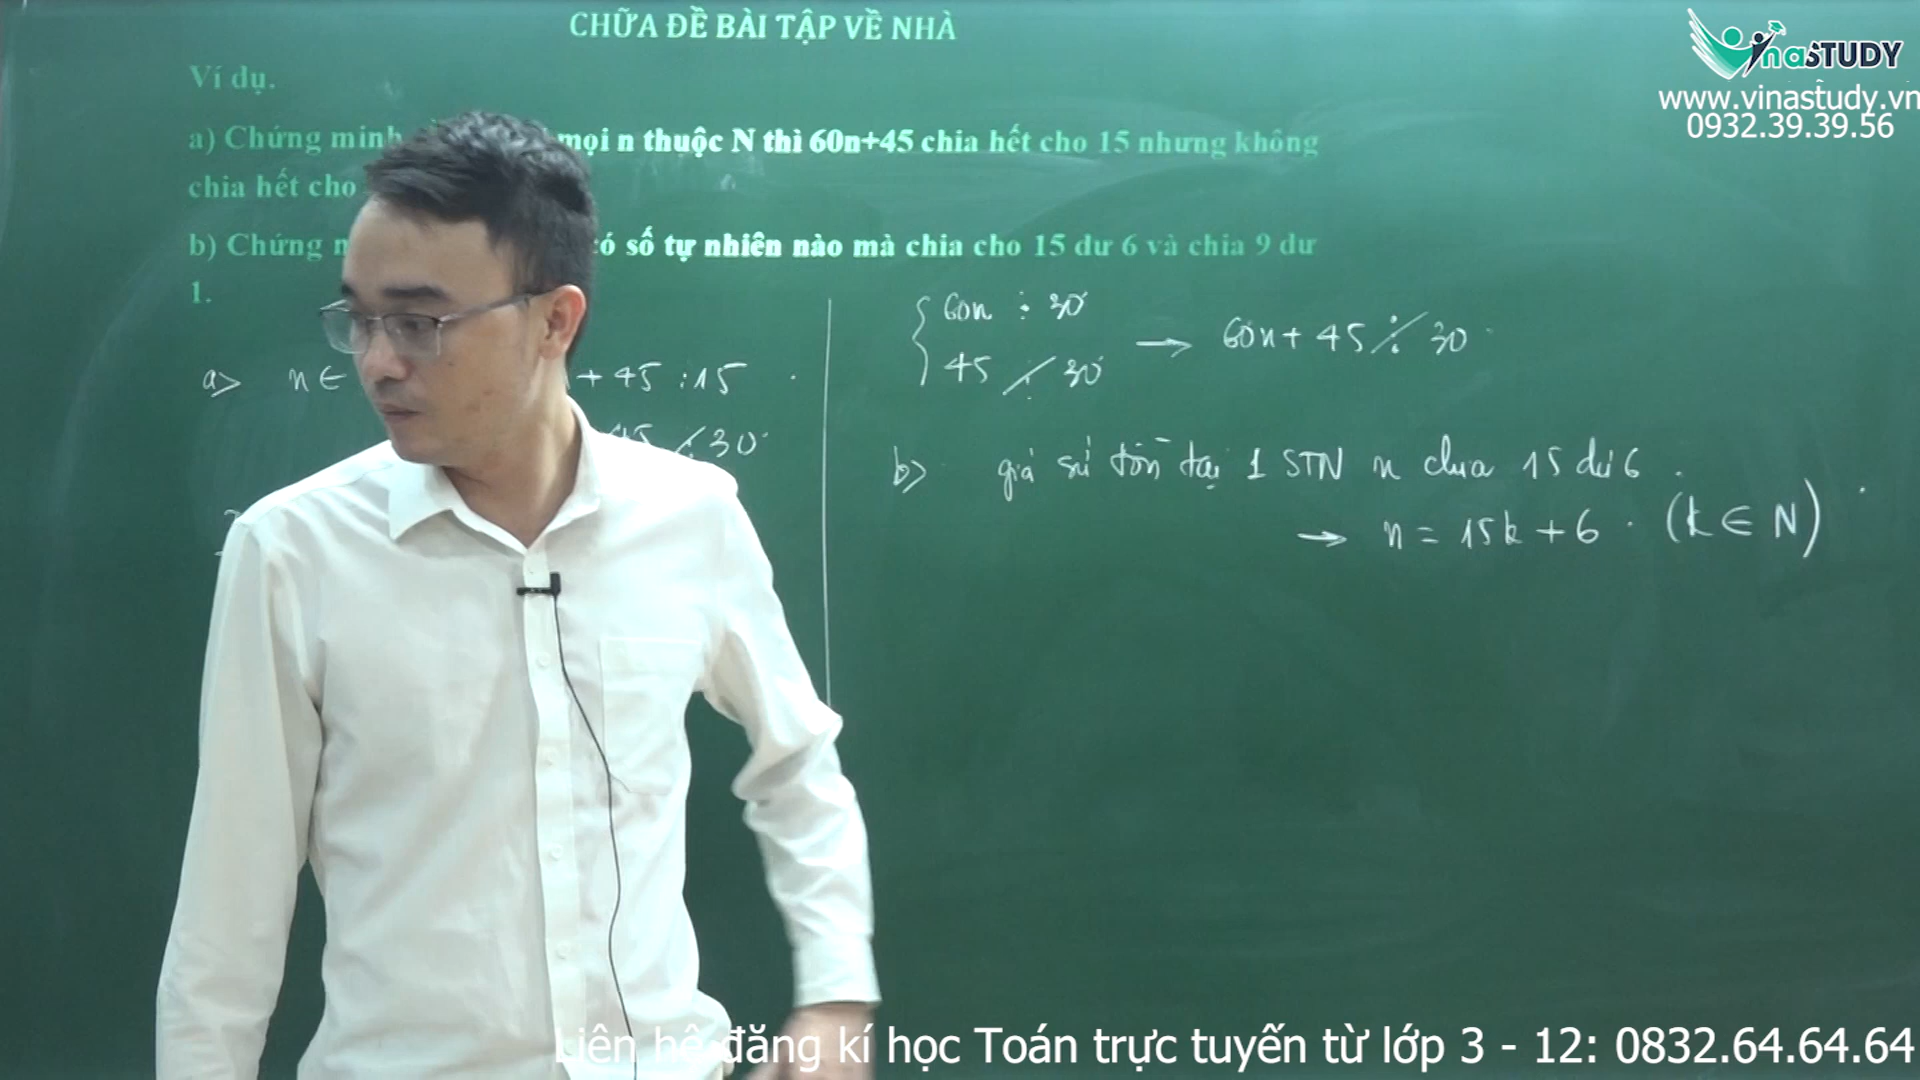 CHỮA ĐỀ BÀI TẬP VỀ NHÀ
VinaSTUDY
www.vinastudy.vn
0932.39.39.56
Ví dụ.
a) Chứng minh mọi n thuộc N thì 60n+45 chia hết cho 15 nhưng không
chia hết cho
b) Chứng có số tự nhiên nào mà chia cho 15 dư 6 và chia 9 dư
1.
a> n ∈ + 45 ⋮ 15
45 ⋮̸ 30
60n ⋮ 30
45 ⋮̸ 30
→ 60n + 45 ⋮̸ 30
b> giả sử tồn tại 1 STN n chia 15 dư 6
→ n = 15k + 6 . (k ∈ N)
Liên hệ đăng kí học Toán trực tuyến từ lớp 3 - 12: 0832.64.64.64